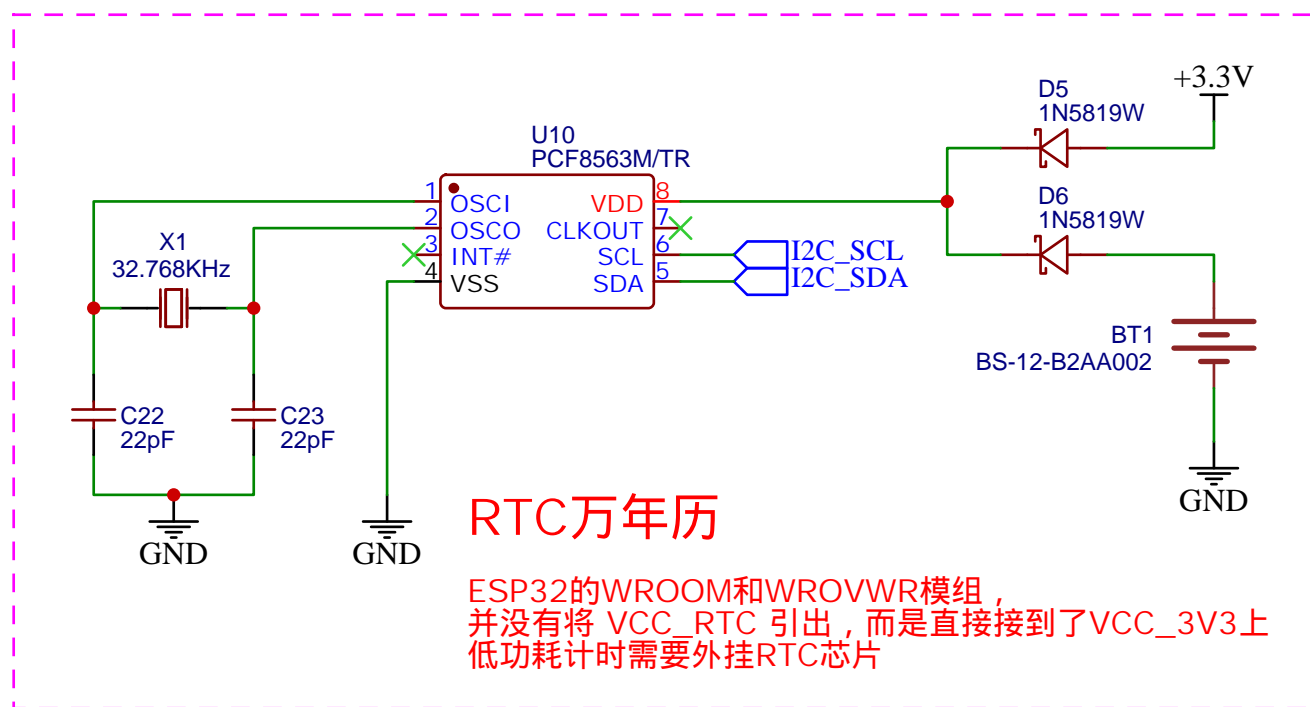 +3.3V
D5
1N5819W
U10
PCF8563M/TR
1
OSCI
VDD
8
D6
1N5819W
2
OSCO
CLKOUT
7
X1
32.768KHz
3
INT#
SCL
6
I2C_SCL
4
VSS
SDA
5
I2C_SDA
BT1
BS-12-B2AA002
C22
22pF
C23
22pF
GND
GND
GND
RTC万年历
ESP32的WROOM和WROVWR模组，
并没有将 VCC_RTC 引出，而是直接接到了VCC_3V3上
低功耗计时需要外挂RTC芯片